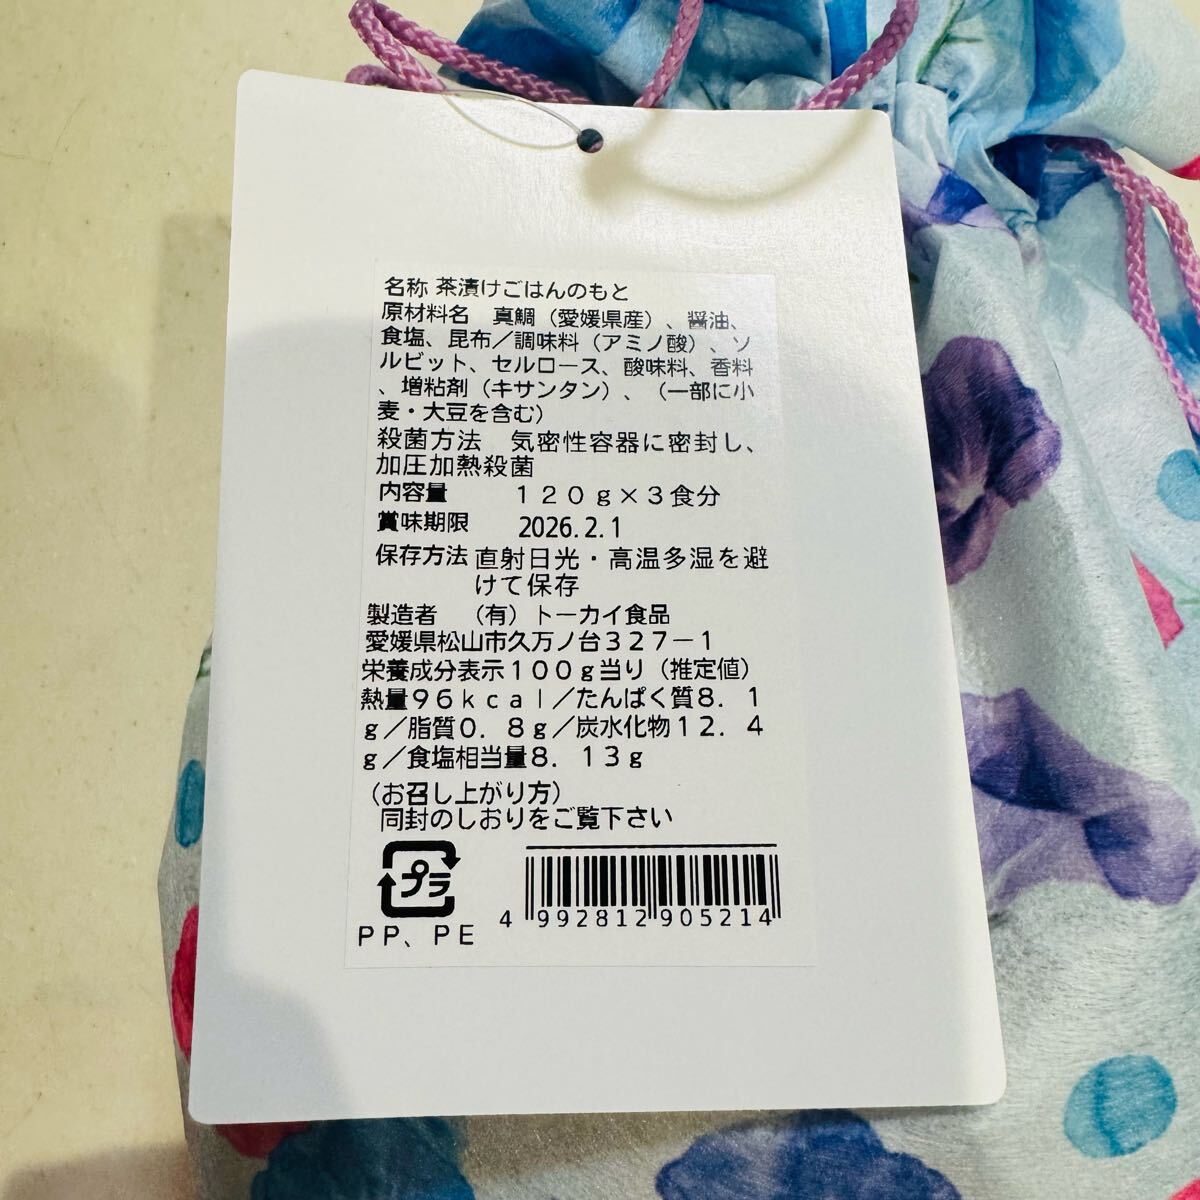 名称 茶漬けごはんのもと
原材料名　真鯛（愛媛県産）、醤油、
食塩、昆布／調味料（アミノ酸）、ソ
ルビット、セルロース、酸味料、香料
、増粘剤（キサンタン）、（一部に小
麦・大豆を含む）
殺菌方法　気密性容器に密封し、
加圧加熱殺菌
内容量　１２０ｇ×３食分
賞味期限　2026.2.1
保存方法 直射日光・高温多湿を避
けて保存
製造者　（有）トーカイ食品
愛媛県松山市久万ノ台３２７－１
栄養成分表示１００ｇ当り（推定値）
熱量９６ｋｃａｌ／たんぱく質８．１
ｇ／脂質０．８ｇ／炭水化物１２．４
ｇ／食塩相当量８．１３ｇ
（お召し上がり方）
同封のしおりをご覧下さい
プラ
ＰＰ、ＰＥ
4 992812 905214